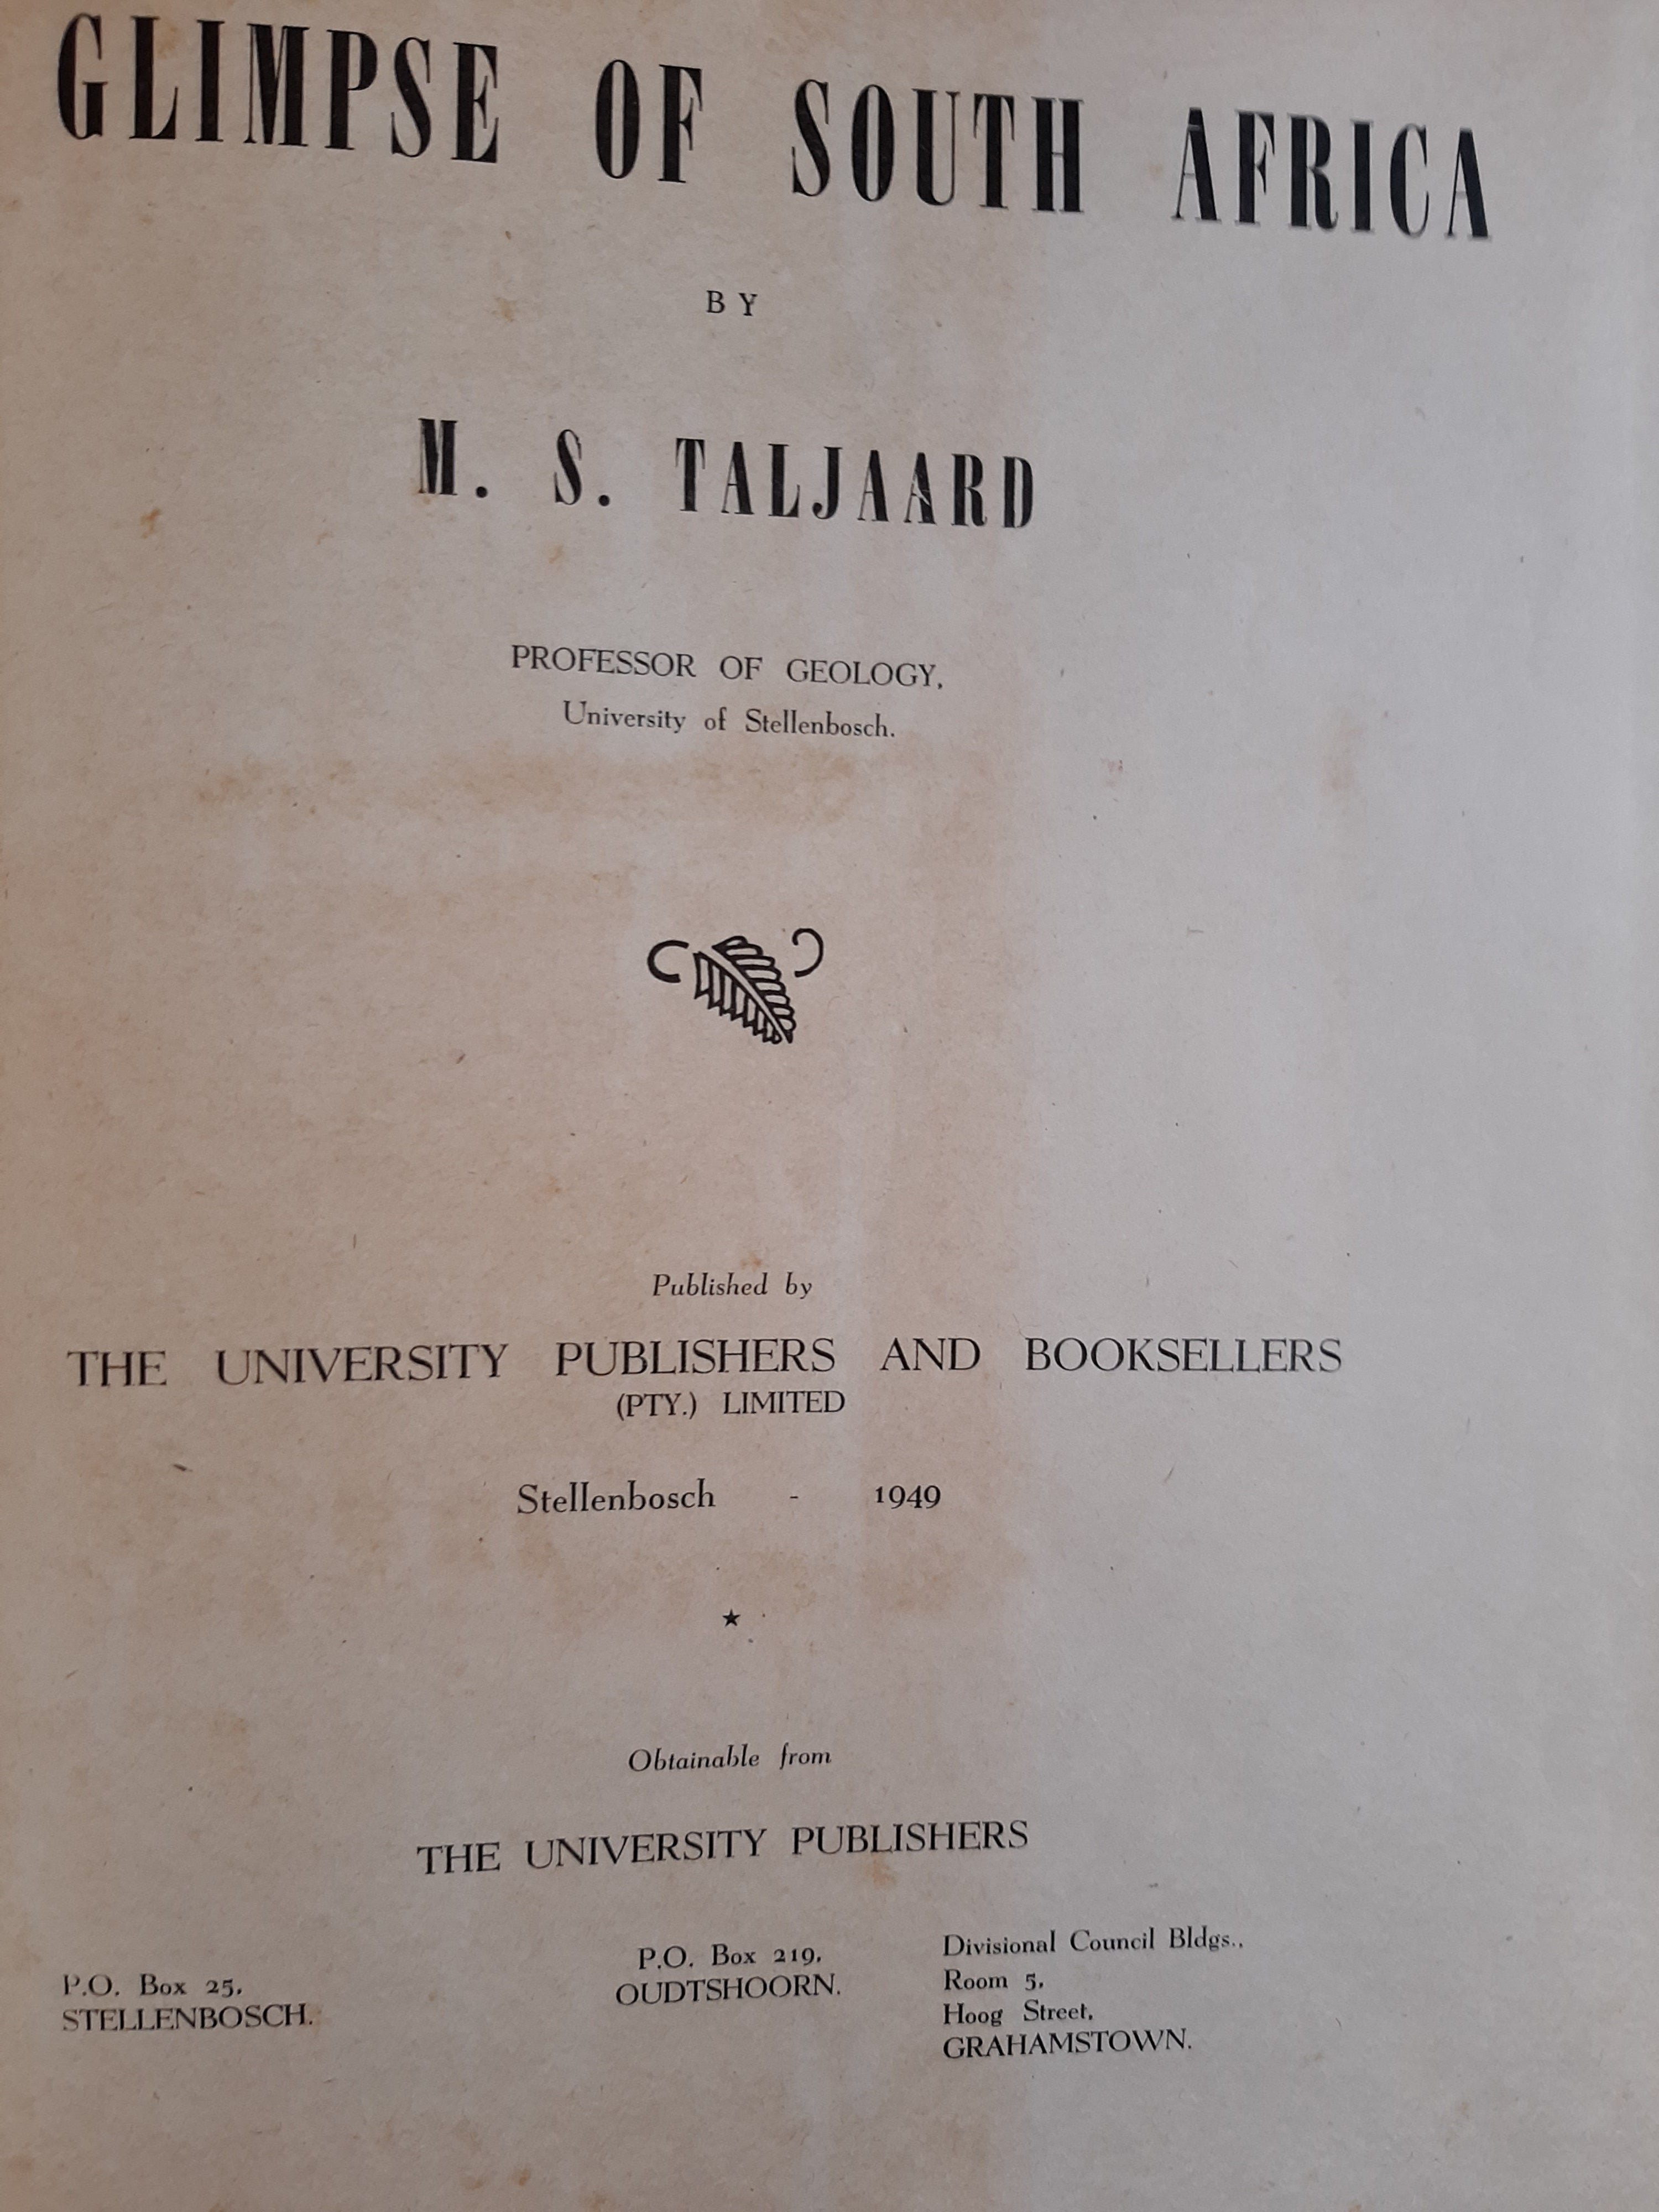 GLIMPSE OF SOUTH AFRICA
BY
M. S. TALJAARD
PROFESSOR OF GEOLOGY,
University of Stellenbosch.
Published by
THE UNIVERSITY PUBLISHERS AND BOOKSELLERS
(PTY.) LIMITED
Stellenbosch - 1949
★
Obtainable from
THE UNIVERSITY PUBLISHERS
P.O. Box 25,
STELLENBOSCH.
P.O. Box 219,
OUDTSHOORN.
Divisional Council Bldgs.,
Room 5,
Hoog Street,
GRAHAMSTOWN.